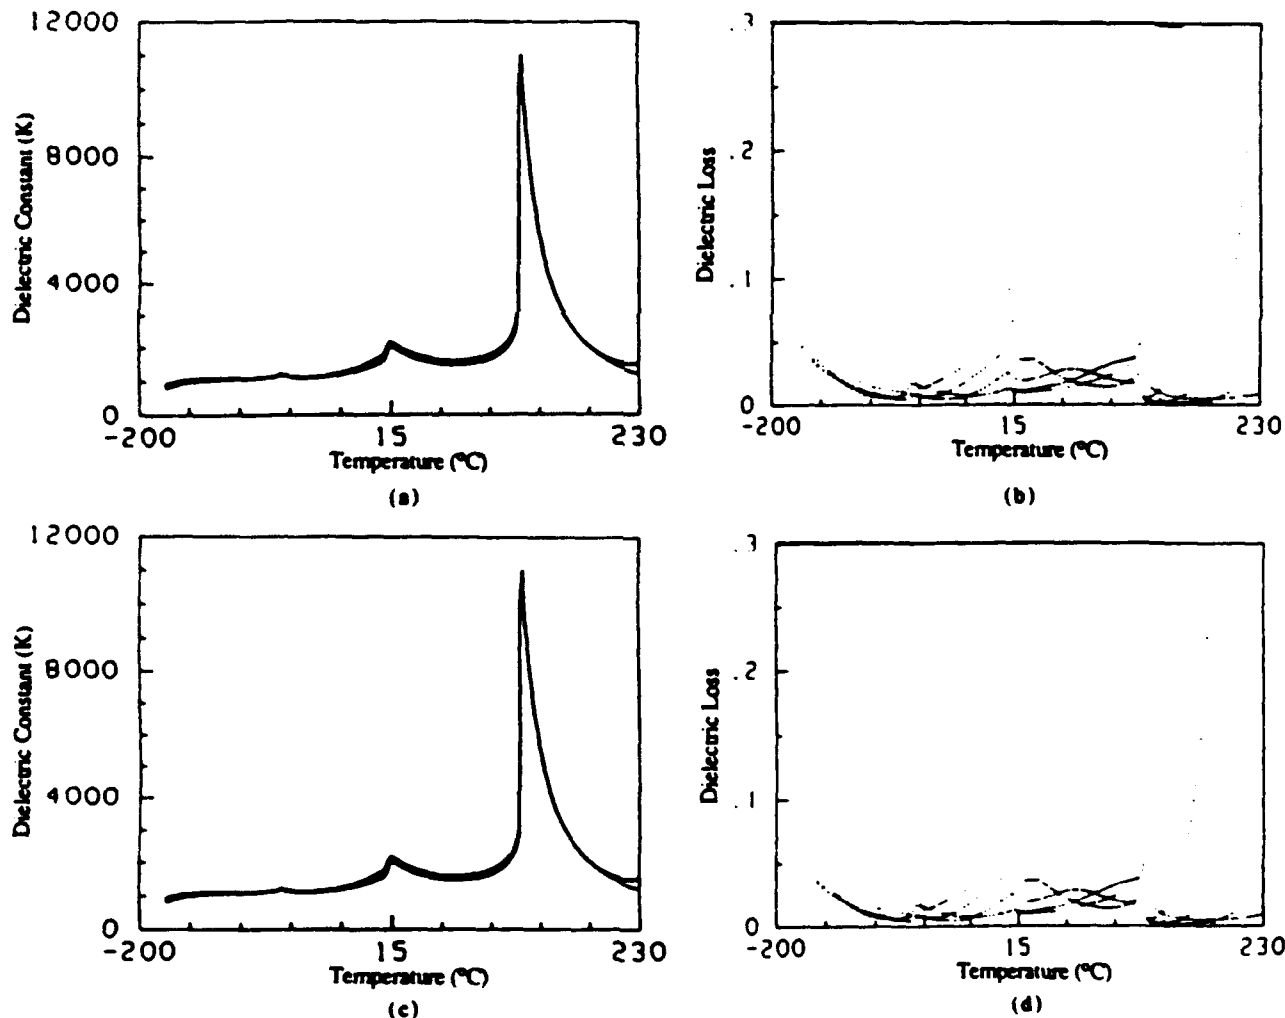 12000
8000
4000
0
Dielectric Constant (K)
-200 15 230
Temperature (°C)
(a)
.3
.2
.1
0
Dielectric Loss
-200 15 230
Temperature (°C)
(b)
12000
8000
4000
0
Dielectric Constant (K)
-200 15 230
Temperature (°C)
(c)
.3
.2
.1
0
Dielectric Loss
-200 15 230
Temperature (°C)
(d)